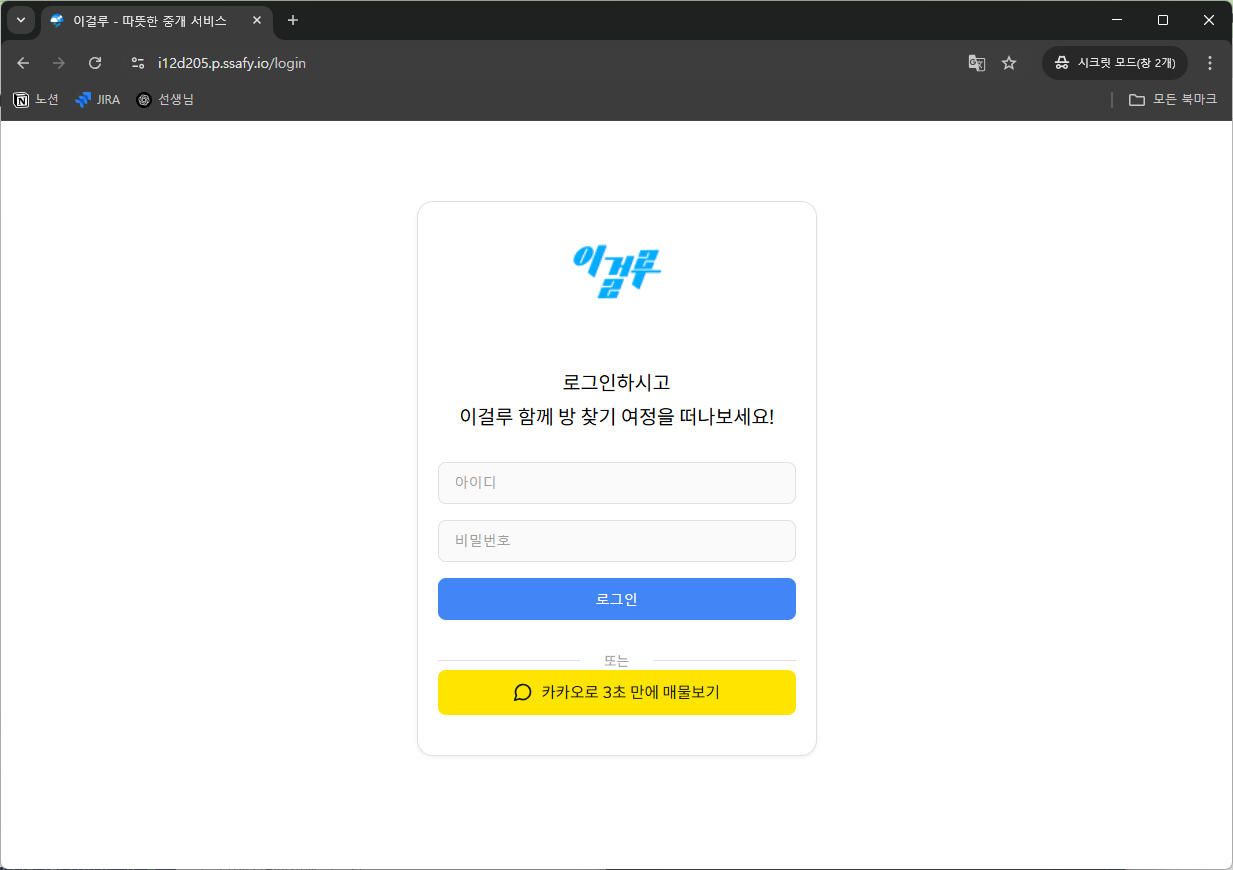 이걸루 - 따뜻한 중개 서비스
i12d205.p.ssafy.io/login
시크릿 모드(창 2개)
노션 JIRA 선생님 모든 북마크
이걸루
로그인하시고
이걸루 함께 방 찾기 여정을 떠나보세요!
아이디
비밀번호
로그인
또는
카카오로 3초 만에 매물보기